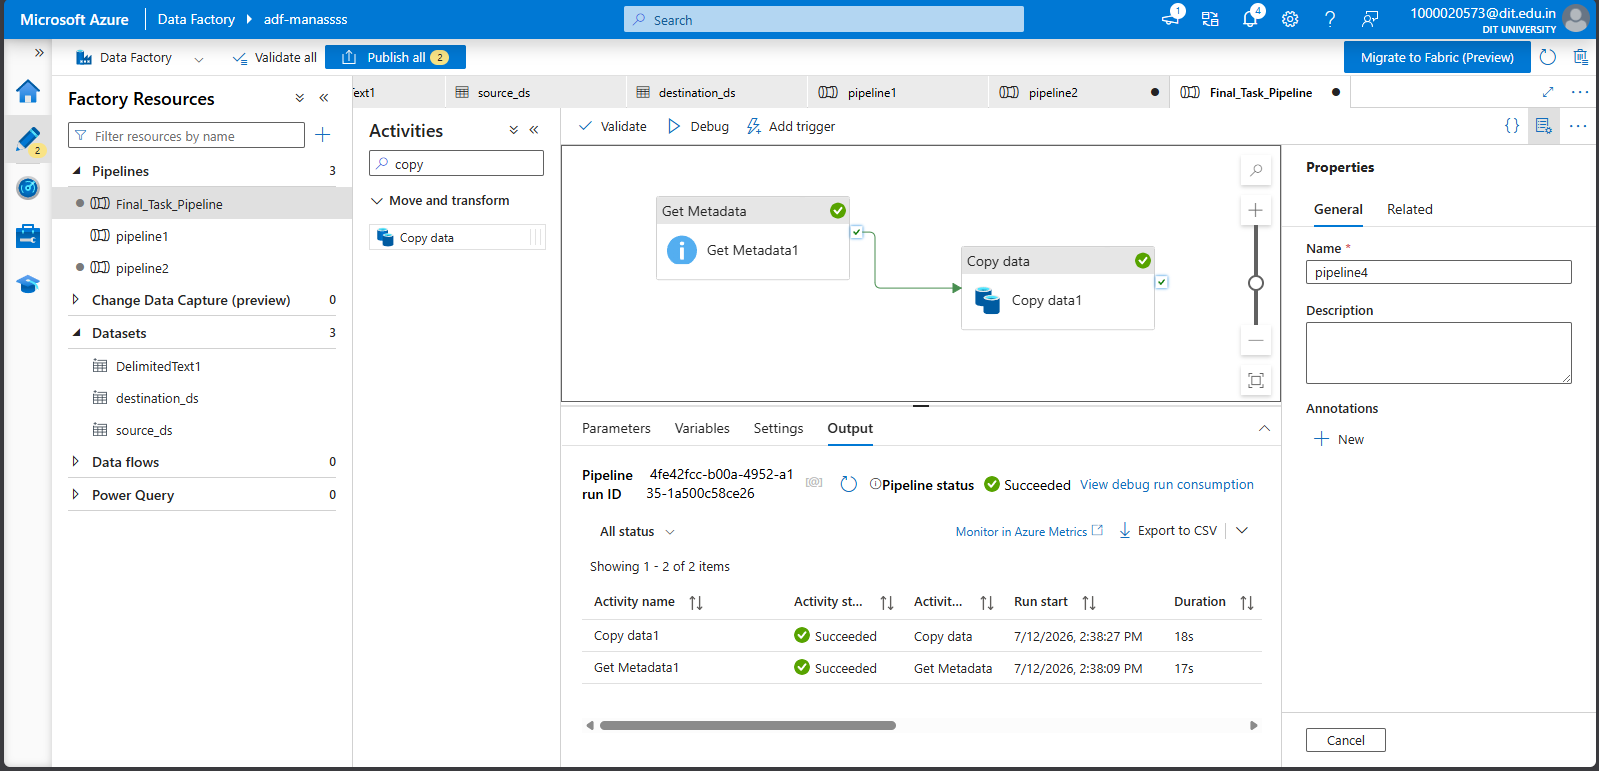 Microsoft Azure
Data Factory
adf-manassss
Search
1
4
1000020573@dit.edu.in
DIT UNIVERSITY
Data Factory
Validate all
Publish all 2
Migrate to Fabric (Preview)
2
Factory Resources
Filter resources by name
Pipelines 3
Final_Task_Pipeline
pipeline1
pipeline2
Change Data Capture (preview) 0
Datasets 3
DelimitedText1
destination_ds
source_ds
Data flows 0
Power Query 0
ext1
source_ds
destination_ds
pipeline1
pipeline2
Final_Task_Pipeline
Activities
copy
Move and transform
Copy data
Validate
Debug
Add trigger
{}
Get Metadata
Get Metadata1
Copy data
Copy data1
Parameters
Variables
Settings
Output
Pipeline run ID
4fe42fcc-b00a-4952-a1
35-1a500c58ce26
[@]
Pipeline status
Succeeded
View debug run consumption
All status
Monitor in Azure Metrics
Export to CSV
Showing 1 - 2 of 2 items
Activity name Activity st... Activit... Run start Duration
Copy data1 Succeeded Copy data 7/12/2026, 2:38:27 PM 18s
Get Metadata1 Succeeded Get Metadata 7/12/2026, 2:38:09 PM 17s
Properties
General
Related
Name *
pipeline4
Description
Annotations
New
Cancel